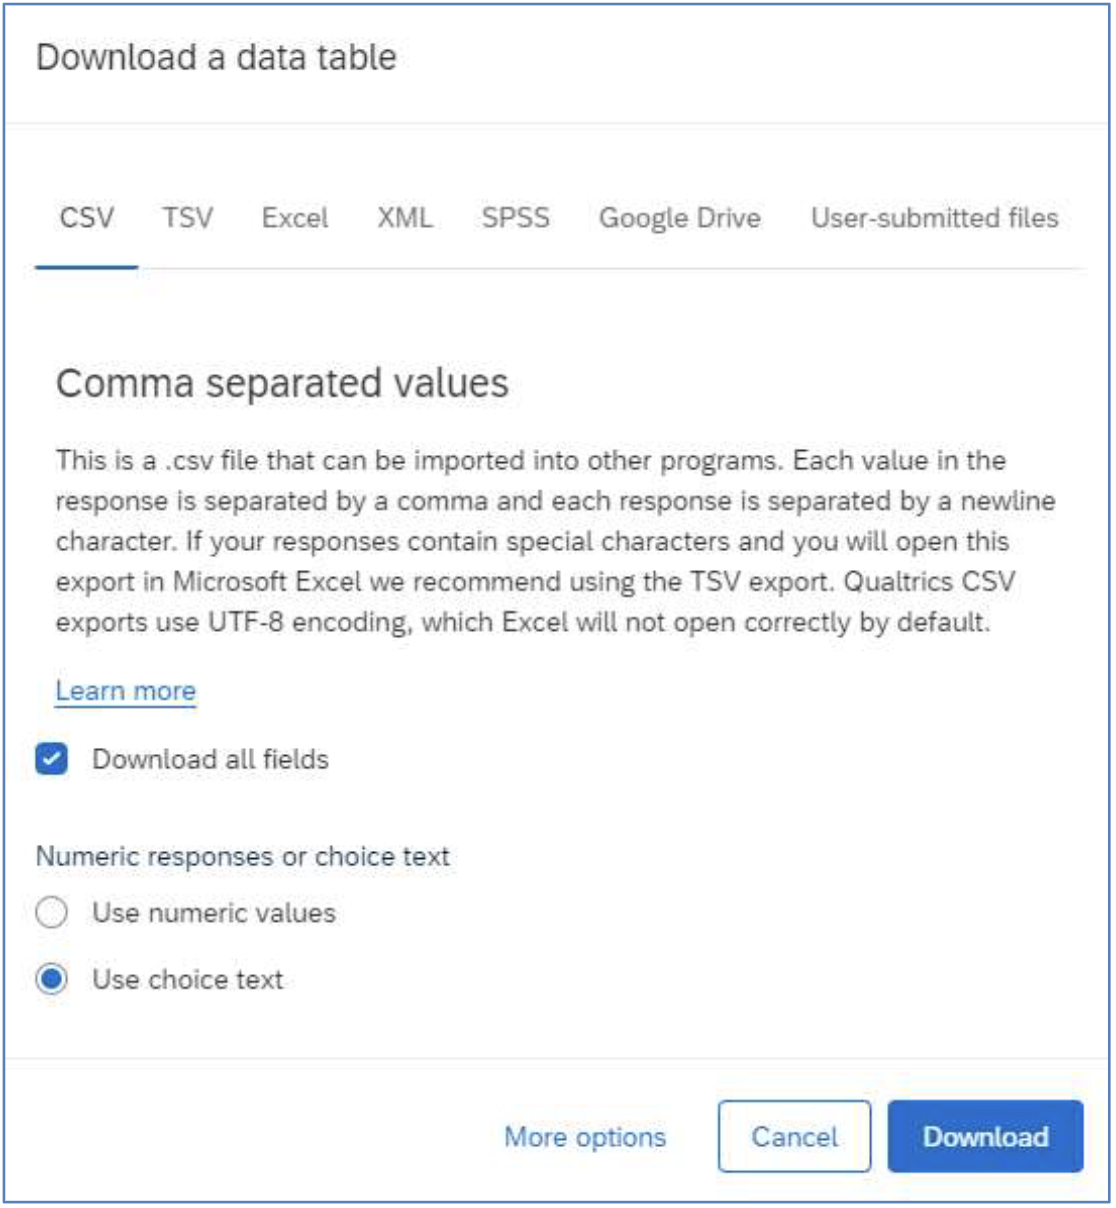 Download a data table
CSV TSV Excel XML SPSS Google Drive User-submitted files
Comma separated values
This is a .csv file that can be imported into other programs. Each value in the
response is separated by a comma and each response is separated by a newline
character. If your responses contain special characters and you will open this
export in Microsoft Excel we recommend using the TSV export. Qualtrics CSV
exports use UTF-8 encoding, which Excel will not open correctly by default.
Learn more
Download all fields
Numeric responses or choice text
Use numeric values
Use choice text
More options Cancel Download